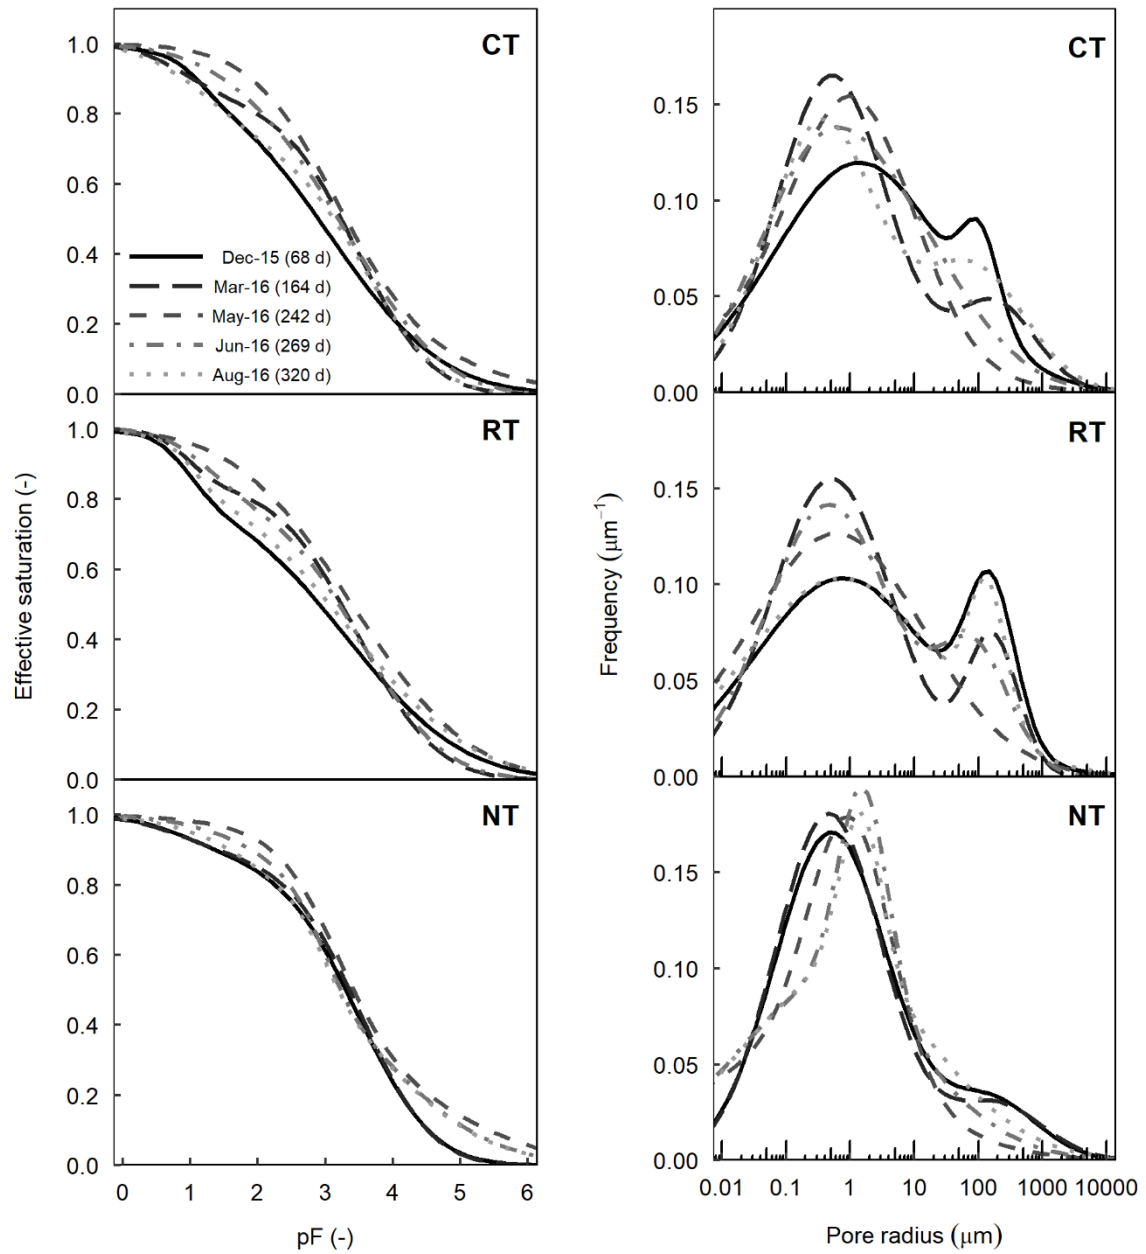 CT
1.0
0.8
0.6
0.4
0.2
0.0
Dec-15 (68 d)
Mar-16 (164 d)
May-16 (242 d)
Jun-16 (269 d)
Aug-16 (320 d)
RT
1.0
0.8
0.6
0.4
0.2
0.0
Effective saturation (-)
NT
1.0
0.8
0.6
0.4
0.2
0.0
0 1 2 3 4 5 6
pF (-)
CT
0.15
0.10
0.05
0.00
RT
0.15
0.10
0.05
0.00
Frequency (μm⁻¹)
NT
0.15
0.10
0.05
0.00
0.01 0.1 1 10 100 1000 10000
Pore radius (μm)